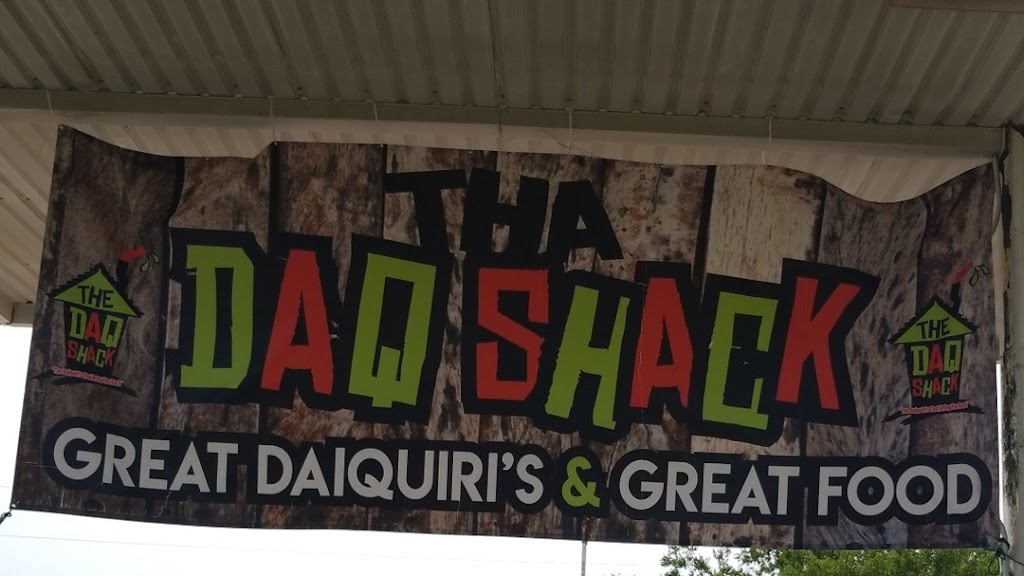 THA
DAQ SHACK
GREAT DAIQUIRI'S & GREAT FOOD
THE
DAQ
SHACK
THE
DAQ
SHACK